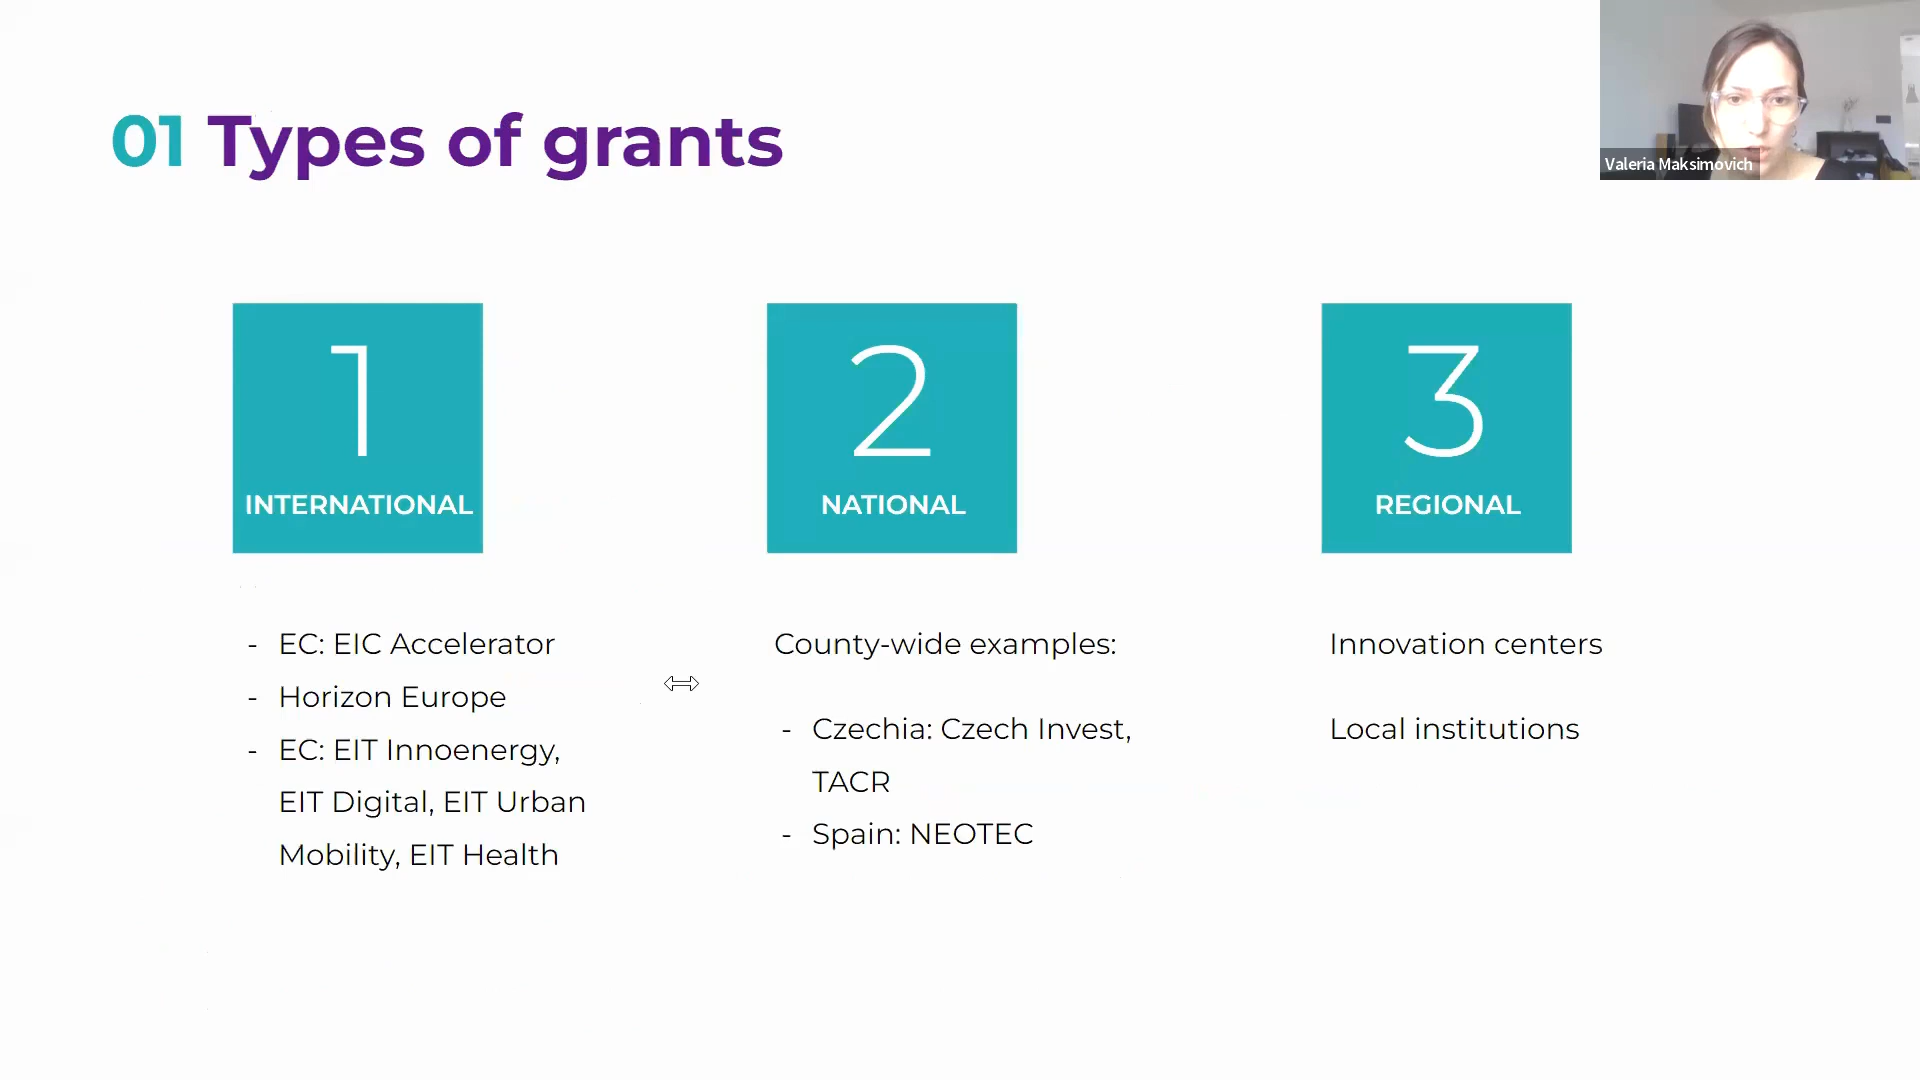 01 Types of grants
Valeria Maksimovich
1
INTERNATIONAL
- EC: EIC Accelerator
- Horizon Europe
- EC: EIT Innoenergy,
EIT Digital, EIT Urban
Mobility, EIT Health
2
NATIONAL
County-wide examples:
- Czechia: Czech Invest,
TACR
- Spain: NEOTEC
3
REGIONAL
Innovation centers
Local institutions